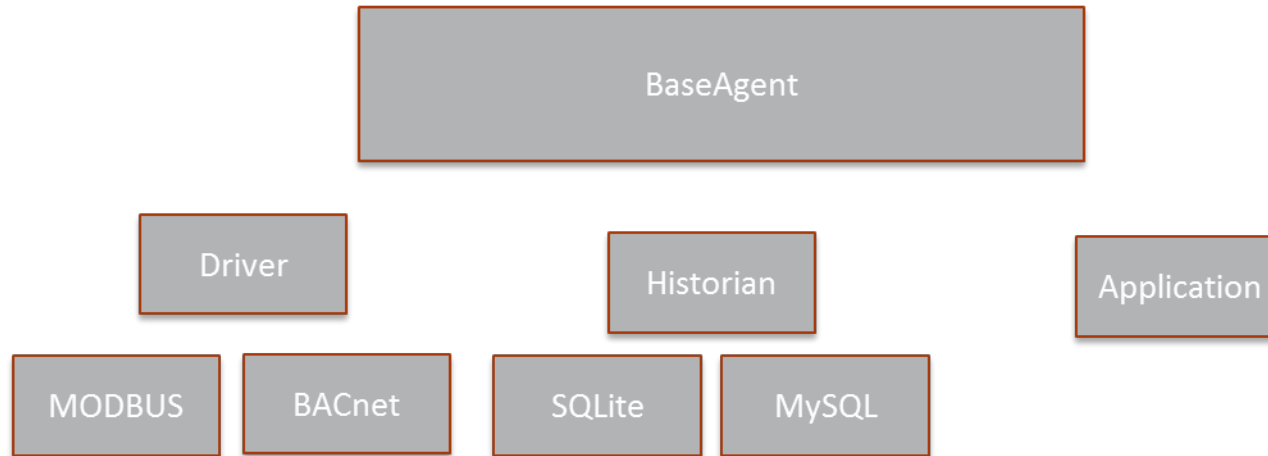 BaseAgent
Driver
Historian
Application
MODBUS
BACnet
SQLite
MySQL